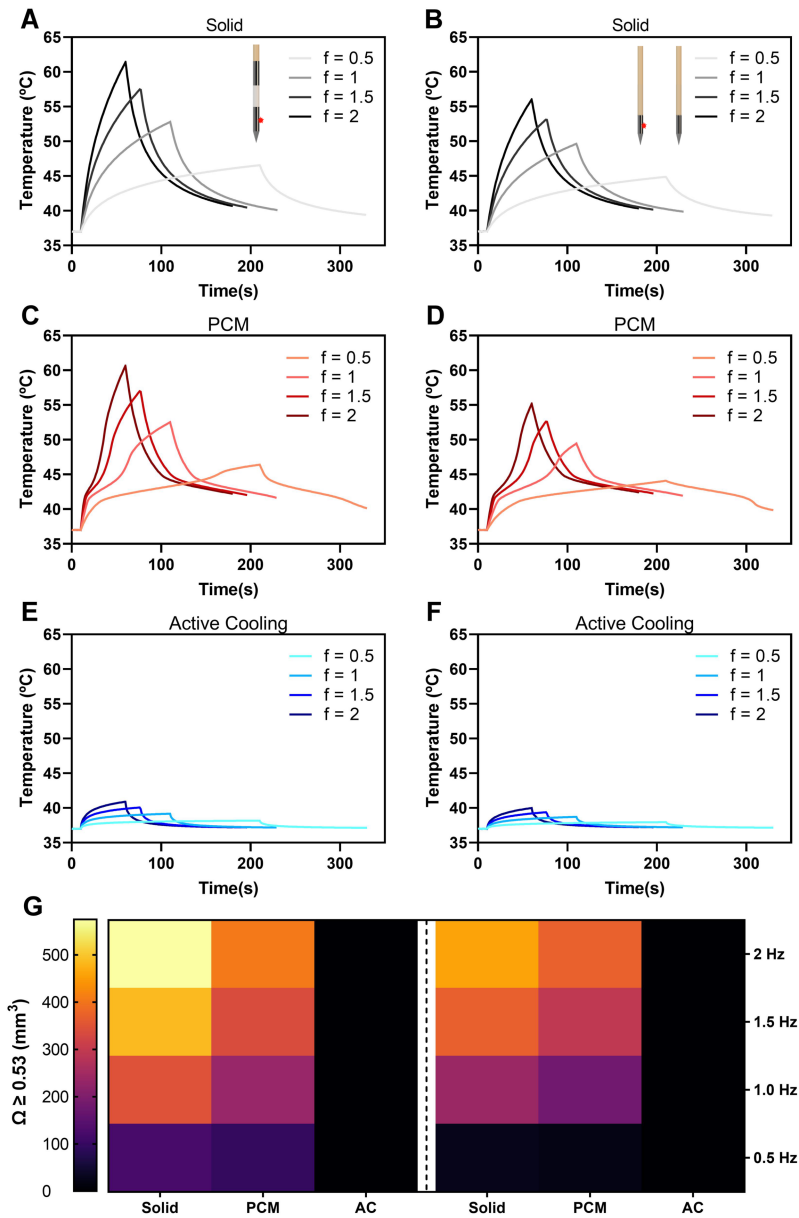 A
Solid
Temperature (ºC)
65
60
55
50
45
40
35
0
100
200
300
Time(s)
f = 0.5
f = 1
f = 1.5
f = 2
B
Solid
Temperature (ºC)
65
60
55
50
45
40
35
0
100
200
300
Time(s)
f = 0.5
f = 1
f = 1.5
f = 2
C
PCM
Temperature (ºC)
65
60
55
50
45
40
35
0
100
200
300
Time(s)
f = 0.5
f = 1
f = 1.5
f = 2
D
PCM
Temperature (ºC)
65
60
55
50
45
40
35
0
100
200
300
Time(s)
f = 0.5
f = 1
f = 1.5
f = 2
E
Active Cooling
Temperature (ºC)
65
60
55
50
45
40
35
0
100
200
300
Time(s)
f = 0.5
f = 1
f = 1.5
f = 2
F
Active Cooling
Temperature (ºC)
65
60
55
50
45
40
35
0
100
200
300
Time(s)
f = 0.5
f = 1
f = 1.5
f = 2
G
Ω ≥ 0.53 (mm³)
500
400
300
200
100
0
2 Hz
1.5 Hz
1.0 Hz
0.5 Hz
Solid PCM AC Solid PCM AC